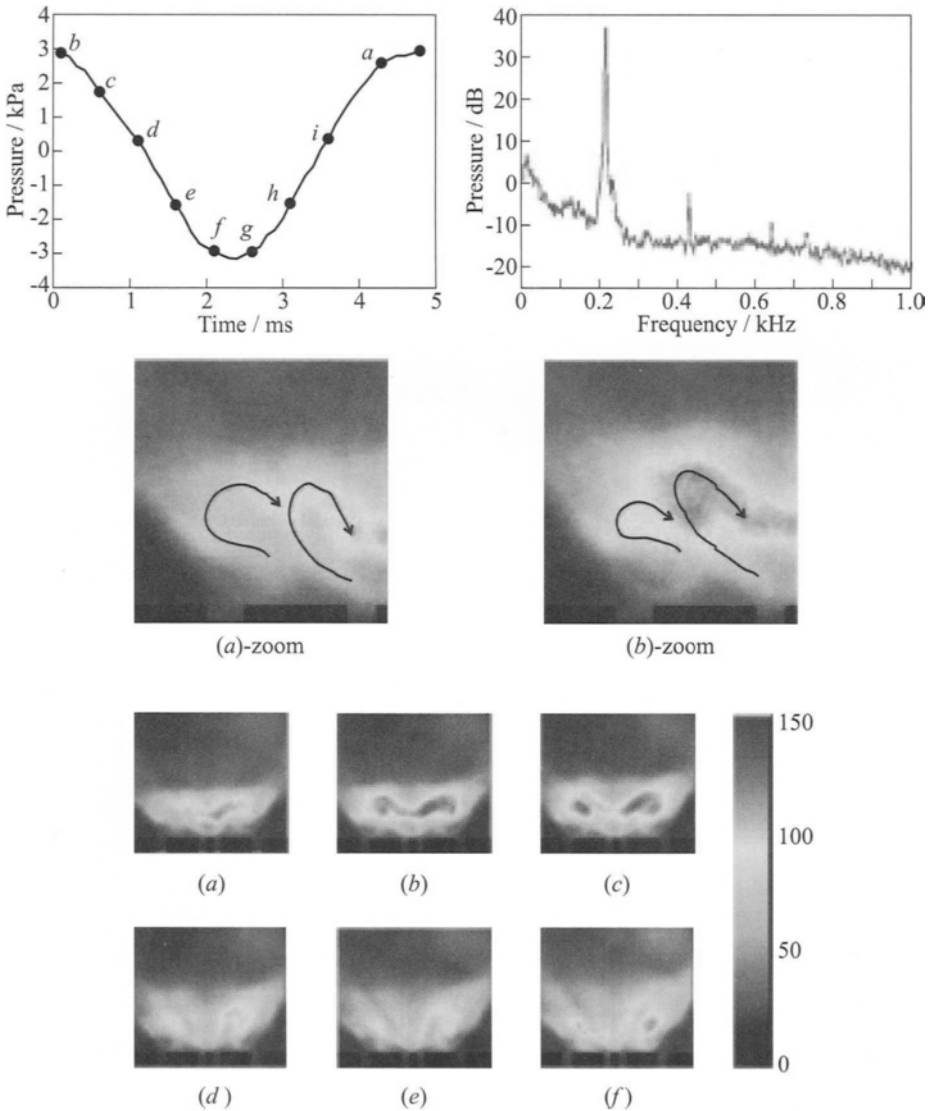 Pressure / kPa
3
2
1
0
-1
-2
-3
-4
b
c
d
e
f
g
h
i
a
0 1 2 3 4 5
Time / ms
Pressure / dB
40
30
20
10
0
-10
-20
0 0.2 0.4 0.6 0.8 1.0
Frequency / kHz
(a)-zoom
(b)-zoom
(a)
(b)
(c)
(d)
(e)
(f)
150
100
50
0